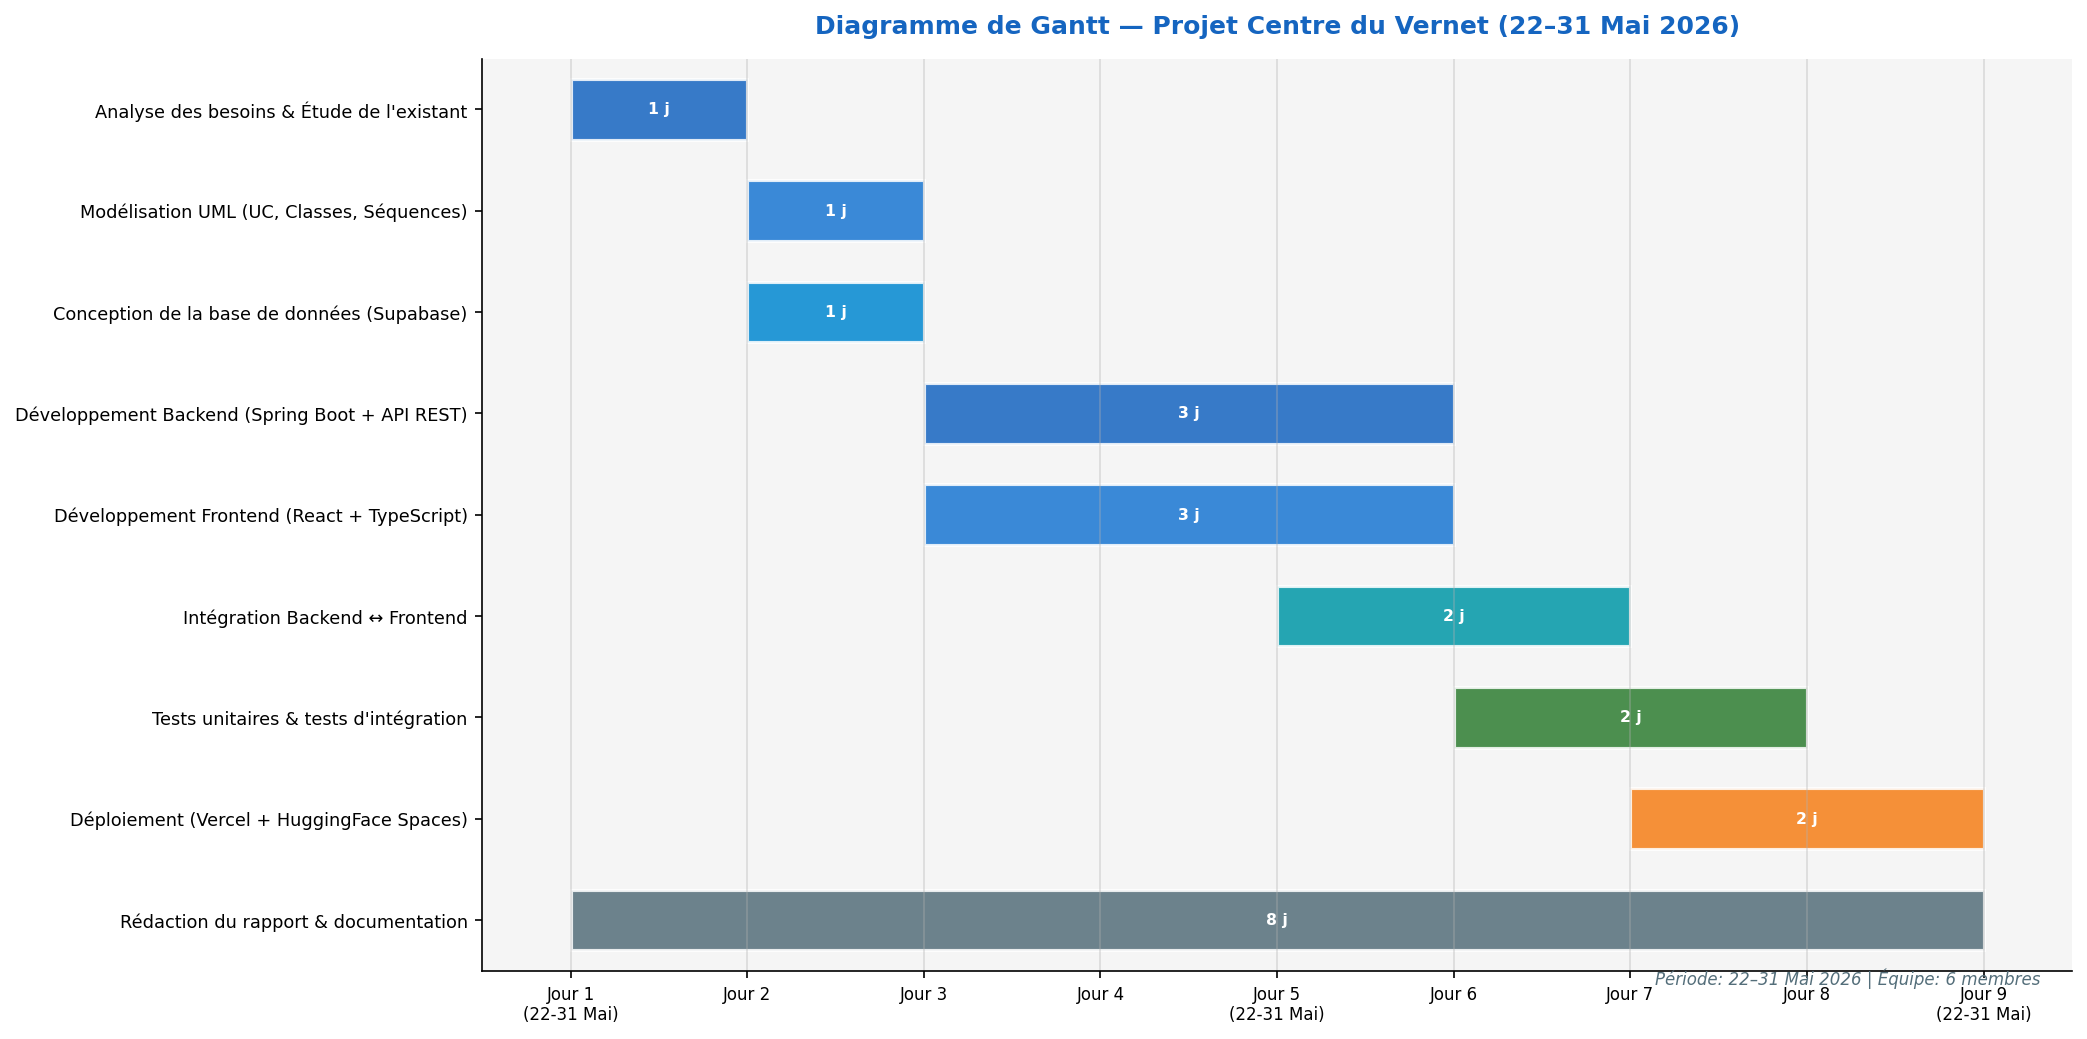 Diagramme de Gantt — Projet Centre du Vernet (22–31 Mai 2026)
Analyse des besoins & Étude de l'existant
1 j
Modélisation UML (UC, Classes, Séquences)
1 j
Conception de la base de données (Supabase)
1 j
Développement Backend (Spring Boot + API REST)
3 j
Développement Frontend (React + TypeScript)
3 j
Intégration Backend ↔ Frontend
2 j
Tests unitaires & tests d'intégration
2 j
Déploiement (Vercel + HuggingFace Spaces)
2 j
Rédaction du rapport & documentation
8 j
Période: 22–31 Mai 2026 | Équipe: 6 membres
Jour 1 Jour 2 Jour 3 Jour 4 Jour 5 Jour 6 Jour 7 Jour 8 Jour 9
(22-31 Mai) (22-31 Mai) (22-31 Mai)